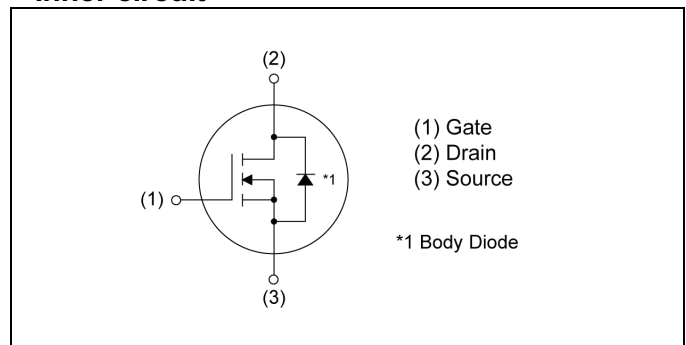 (2)
(1) Gate
(2) Drain
(3) Source
*1
(1)
*1 Body Diode
(3)